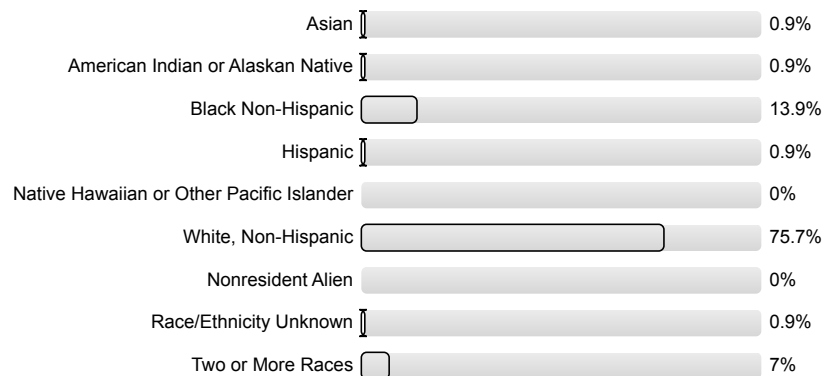 Asian 0.9%
American Indian or Alaskan Native 0.9%
Black Non-Hispanic 13.9%
Hispanic 0.9%
Native Hawaiian or Other Pacific Islander 0%
White, Non-Hispanic 75.7%
Nonresident Alien 0%
Race/Ethnicity Unknown 0.9%
Two or More Races 7%